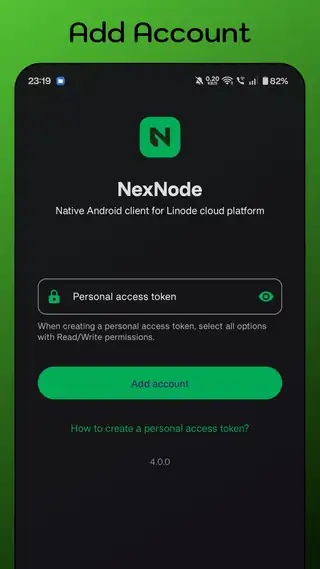 Add Account
23:19
0.20
KB/S
82%
N
NexNode
Native Android client for Linode cloud platform
Personal access token
When creating a personal access token, select all options
with Read/Write permissions.
Add account
How to create a personal access token?
4.0.0